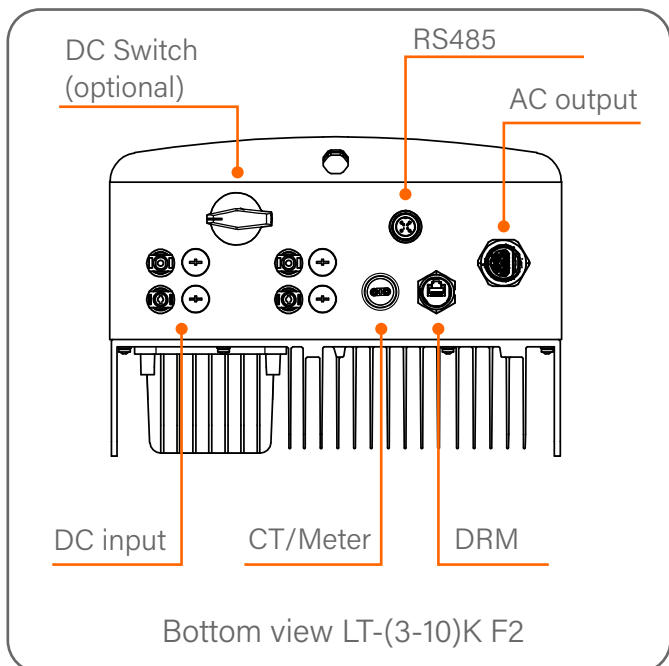 DC Switch
(optional)
RS485
AC output
DC input
CT/Meter
DRM
Bottom view LT-(3-10)K F2